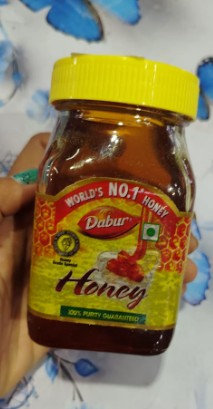 WORLD'S NO.1* HONEY
Dabur
Honey
100% PURITY GUARANTEED